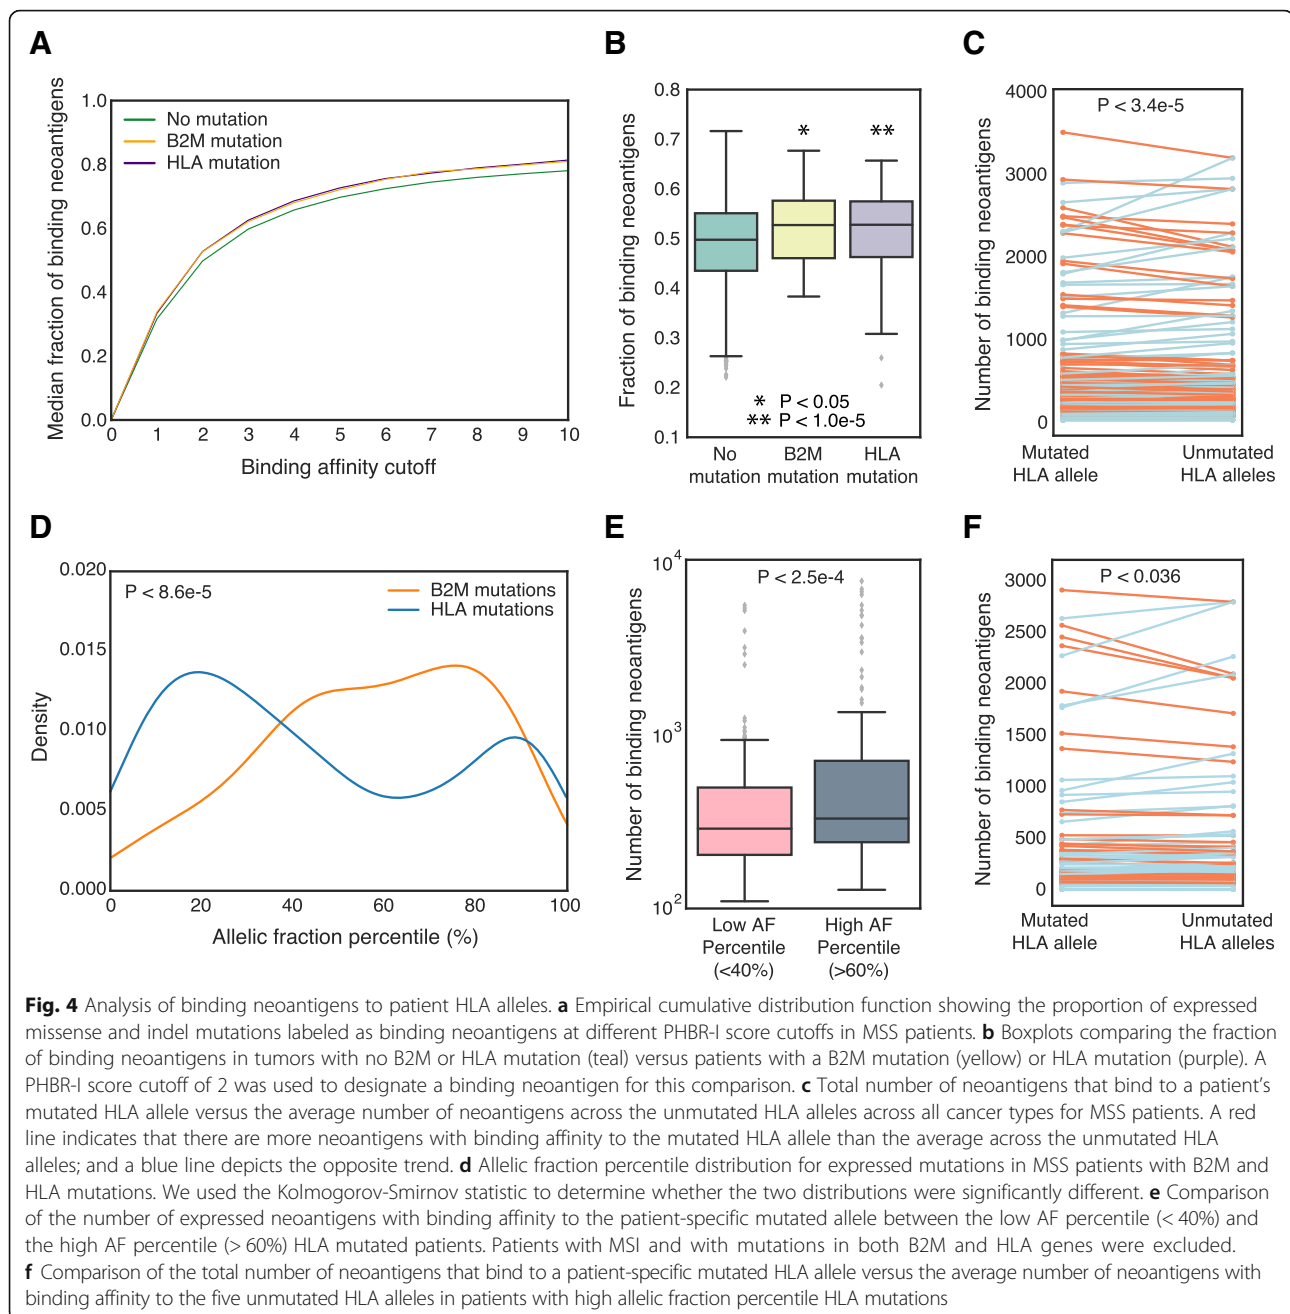 A
Median fraction of binding neoantigens
1.0
0.8
0.6
0.4
0.2
0.0
No mutation
B2M mutation
HLA mutation
0 1 2 3 4 5 6 7 8 9 10
Binding affinity cutoff
B
Fraction of binding neoantigens
0.8
0.7
0.6
0.5
0.4
0.3
0.2
0.1
*
**
* P < 0.05
** P < 1.0e-5
No mutation
B2M mutation
HLA mutation
C
Number of binding neoantigens
4000
3000
2000
1000
0
P < 3.4e-5
Mutated
HLA allele
Unmutated
HLA alleles
D
Density
0.020
0.015
0.010
0.005
0.000
P < 8.6e-5
B2M mutations
HLA mutations
0 20 40 60 80 100
Allelic fraction percentile (%)
E
Number of binding neoantigens
10^4
10^3
10^2
P < 2.5e-4
Low AF
Percentile
(<40%)
High AF
Percentile
(>60%)
F
Number of binding neoantigens
3000
2500
2000
1500
1000
500
0
P < 0.036
Mutated
HLA allele
Unmutated
HLA alleles
Fig. 4 Analysis of binding neoantigens to patient HLA alleles. a Empirical cumulative distribution function showing the proportion of expressed
missense and indel mutations labeled as binding neoantigens at different PHBR-I score cutoffs in MSS patients. b Boxplots comparing the fraction
of binding neoantigens in tumors with no B2M or HLA mutation (teal) versus patients with a B2M mutation (yellow) or HLA mutation (purple). A
PHBR-I score cutoff of 2 was used to designate a binding neoantigen for this comparison. c Total number of neoantigens that bind to a patient's
mutated HLA allele versus the average number of neoantigens across the unmutated HLA alleles across all cancer types for MSS patients. A red
line indicates that there are more neoantigens with binding affinity to the mutated HLA allele than the average across the unmutated HLA
alleles; and a blue line depicts the opposite trend. d Allelic fraction percentile distribution for expressed mutations in MSS patients with B2M and
HLA mutations. We used the Kolmogorov-Smirnov statistic to determine whether the two distributions were significantly different. e Comparison
of the number of expressed neoantigens with binding affinity to the patient-specific mutated allele between the low AF percentile (< 40%) and
the high AF percentile (> 60%) HLA mutated patients. Patients with MSI and with mutations in both B2M and HLA genes were excluded.
f Comparison of the total number of neoantigens that bind to a patient-specific mutated HLA allele versus the average number of neoantigens with
binding affinity to the five unmutated HLA alleles in patients with high allelic fraction percentile HLA mutations